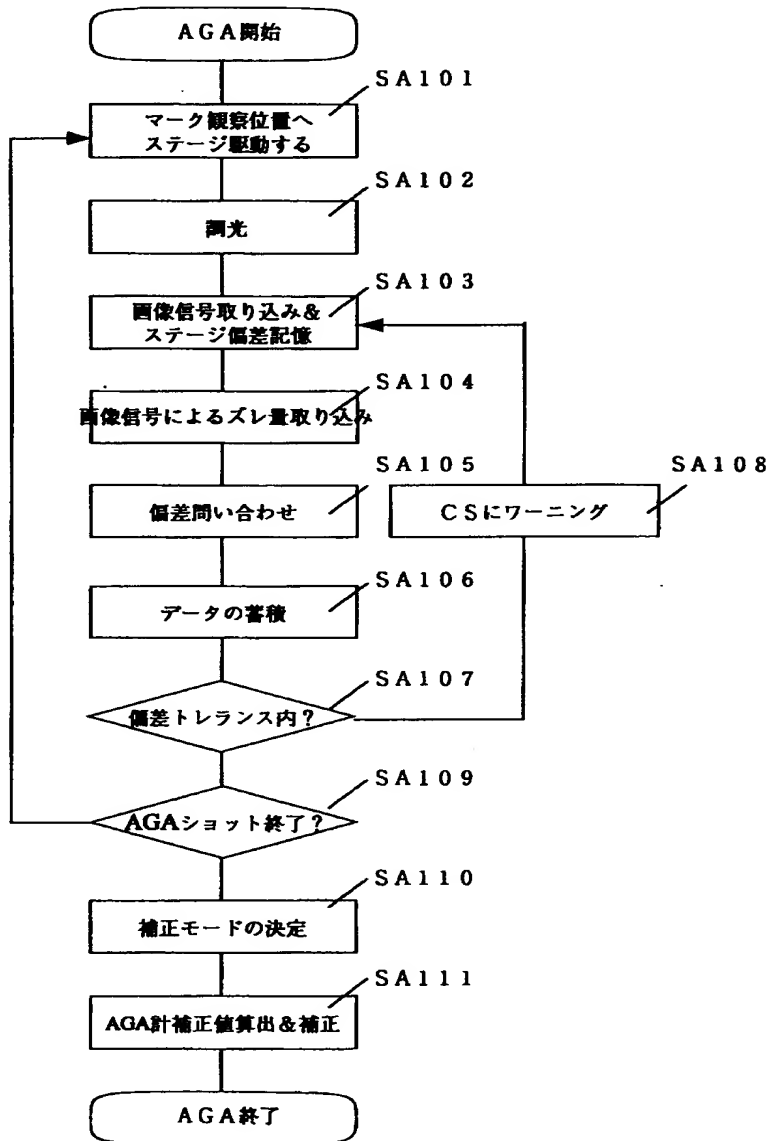 ＡＧＡ開始
ＳＡ１０１
マーク観察位置へ
ステージ駆動する
ＳＡ１０２
調光
ＳＡ１０３
画像信号取り込み＆
ステージ偏差記憶
ＳＡ１０４
画像信号によるズレ量取り込み
ＳＡ１０５
偏差問い合わせ
ＳＡ１０８
ＣＳにワーニング
ＳＡ１０６
データの蓄積
ＳＡ１０７
偏差トレランス内？
ＳＡ１０９
AGAショット終了？
ＳＡ１１０
補正モードの決定
ＳＡ１１１
AGA計補正値算出＆補正
ＡＧＡ終了